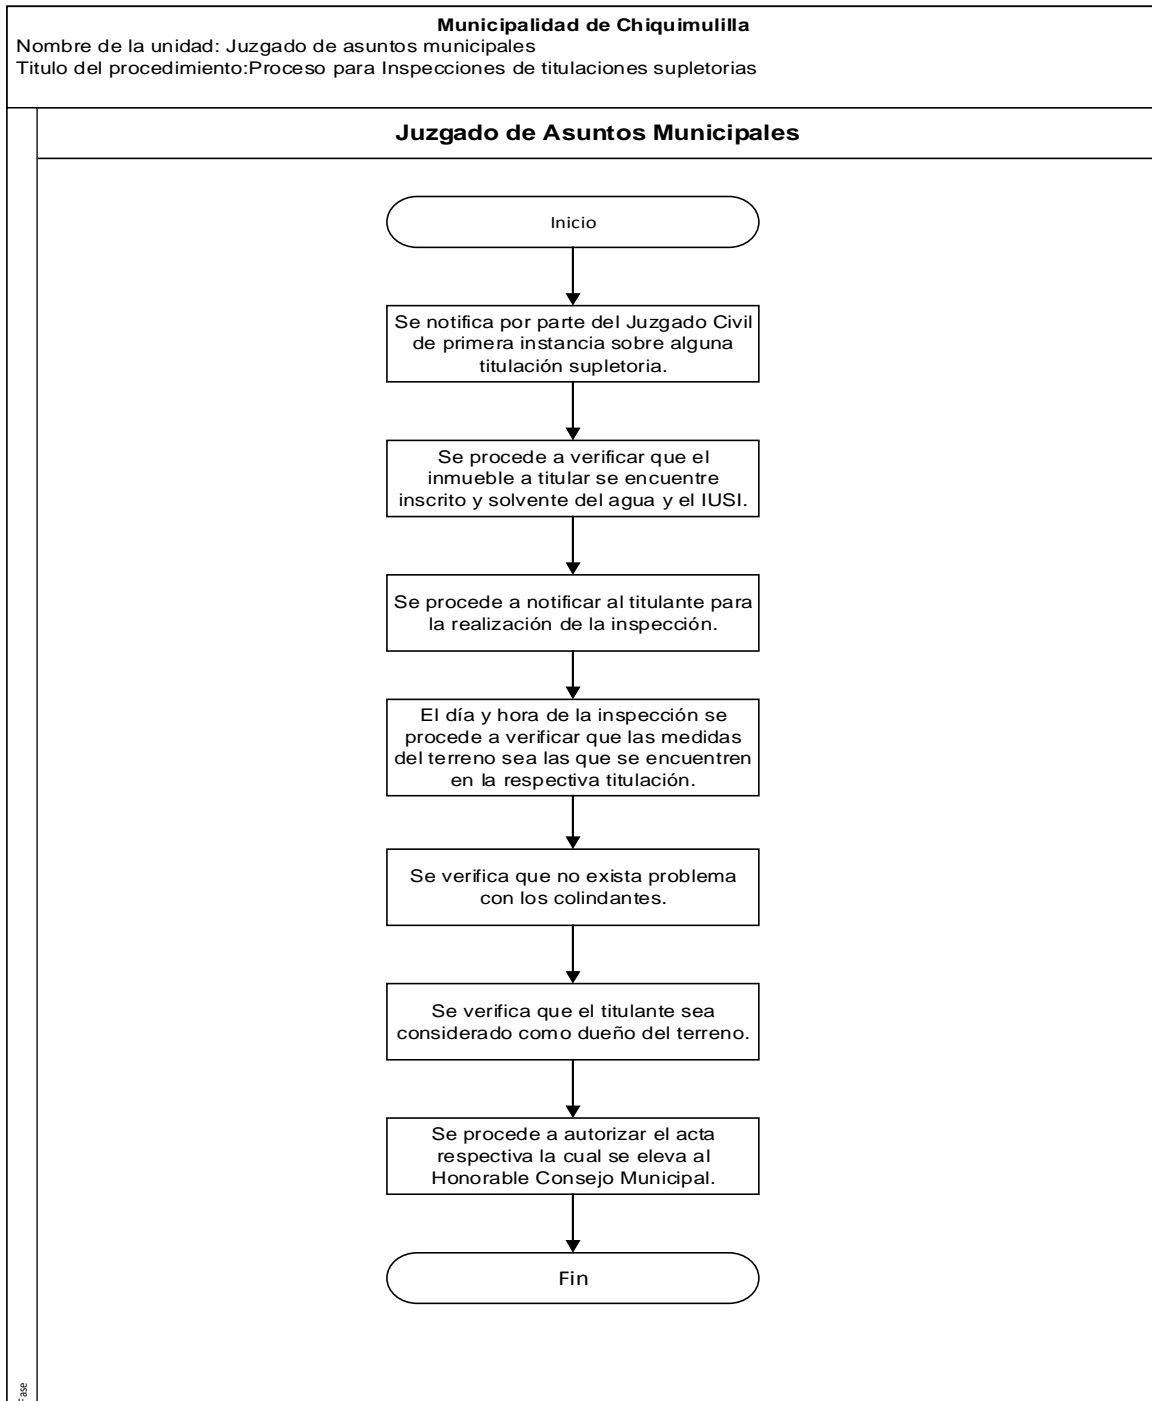 Municipalidad de Chiquimulilla
Nombre de la unidad: Juzgado de asuntos municipales
Titulo del procedimiento:Proceso para Inspecciones de titulaciones supletorias
Juzgado de Asuntos Municipales
Inicio
Se notifica por parte del Juzgado Civil
de primera instancia sobre alguna
titulación supletoria.
Se procede a verificar que el
inmueble a titular se encuentre
inscrito y solvente del agua y el IUSI.
Se procede a notificar al titulante para
la realización de la inspección.
El día y hora de la inspección se
procede a verificar que las medidas
del terreno sea las que se encuentren
en la respectiva titulación.
Se verifica que no exista problema
con los colindantes.
Se verifica que el titulante sea
considerado como dueño del terreno.
Se procede a autorizar el acta
respectiva la cual se eleva al
Honorable Consejo Municipal.
Fin
Fase